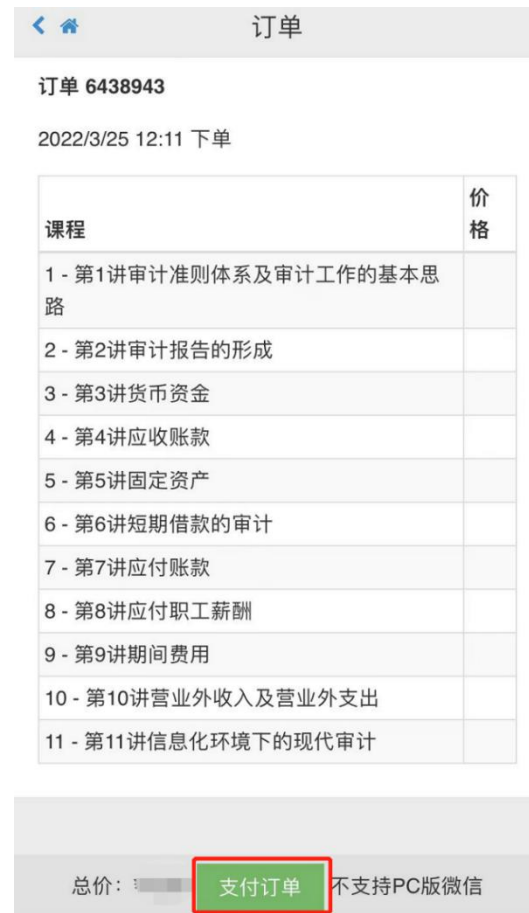 订单
订单 6438943
2022/3/25 12:11 下单
课程
价
格
1 - 第1讲审计准则体系及审计工作的基本思
路
2 - 第2讲审计报告的形成
3 - 第3讲货币资金
4 - 第4讲应收账款
5 - 第5讲固定资产
6 - 第6讲短期借款的审计
7 - 第7讲应付账款
8 - 第8讲应付职工薪酬
9 - 第9讲期间费用
10 - 第10讲营业外收入及营业外支出
11 - 第11讲信息化环境下的现代审计
总价： 支付订单 不支持PC版微信